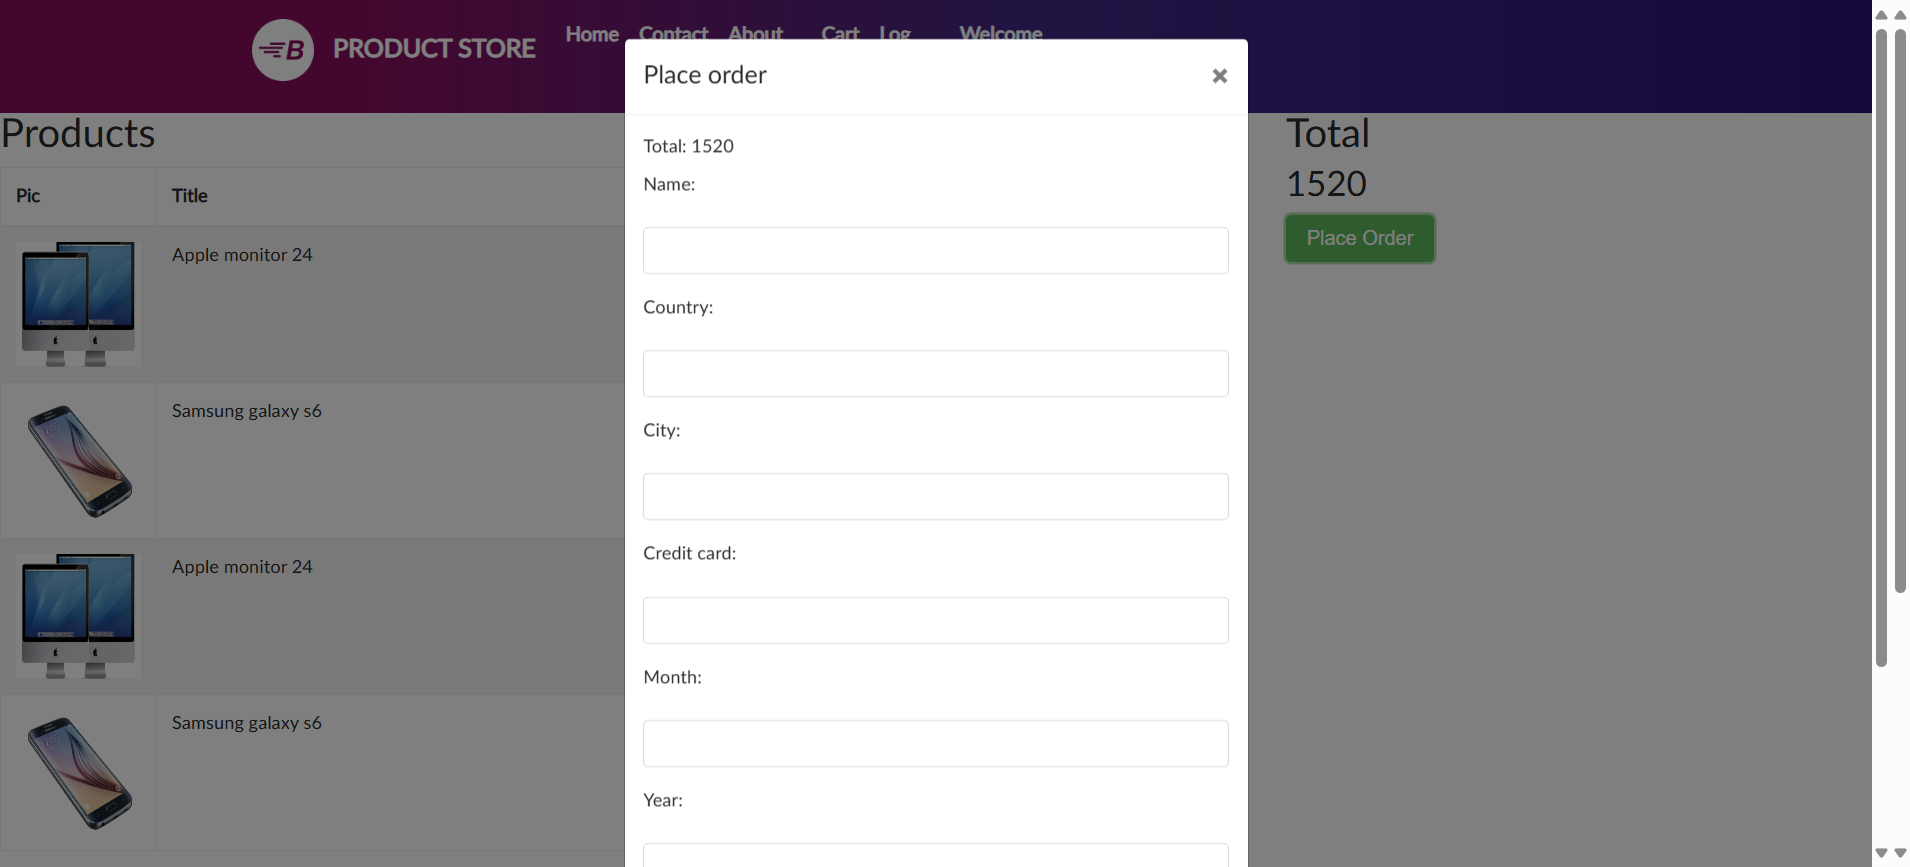 B PRODUCT STORE
Home Contact About Cart Log Welcome
Place order
×
Products
Total
Total: 1520
Name:
1520
Pic
Title
Place Order
Apple monitor 24
Country:
Samsung galaxy s6
City:
Credit card:
Apple monitor 24
Month:
Samsung galaxy s6
Year: